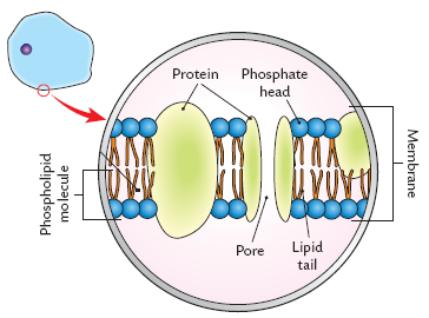 Protein
Phosphate
head
Phospholipid
molecule
Membrane
Pore
Lipid
tail